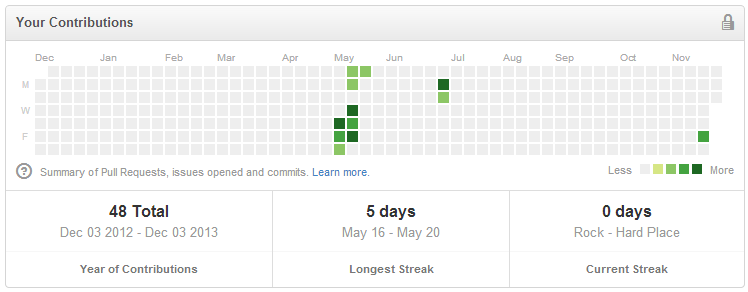 Your Contributions
Dec Jan Feb Mar Apr May Jun Jul Aug Sep Oct Nov
M
W
F
Summary of Pull Requests, issues opened and commits. Learn more.
Less More
48 Total 5 days 0 days
Dec 03 2012 - Dec 03 2013 May 16 - May 20 Rock - Hard Place
Year of Contributions Longest Streak Current Streak